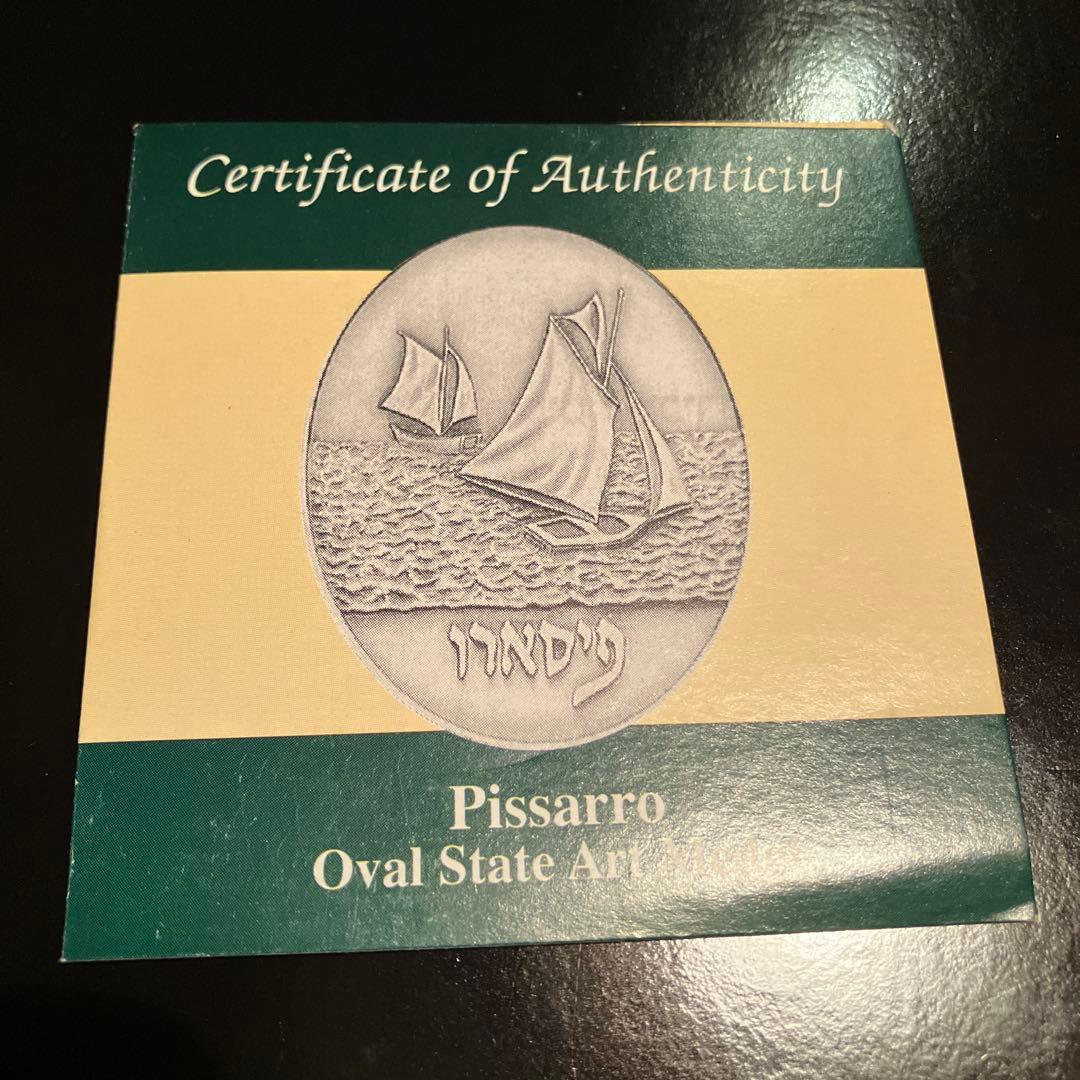 Certificate of Authenticity
פיסארו
Pissarro
Oval State Art